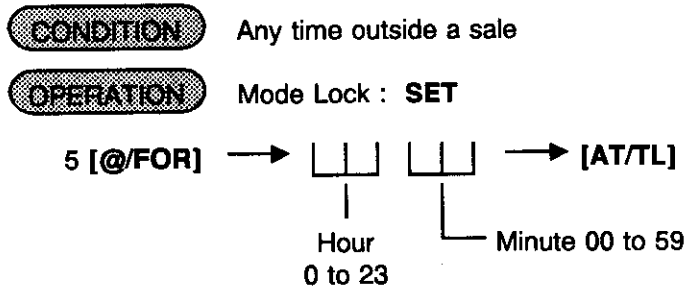 CONDITION Any time outside a sale
OPERATION Mode Lock : SET
5 [@/FOR] [AT/TL]
Hour Minute 00 to 59
0 to 23